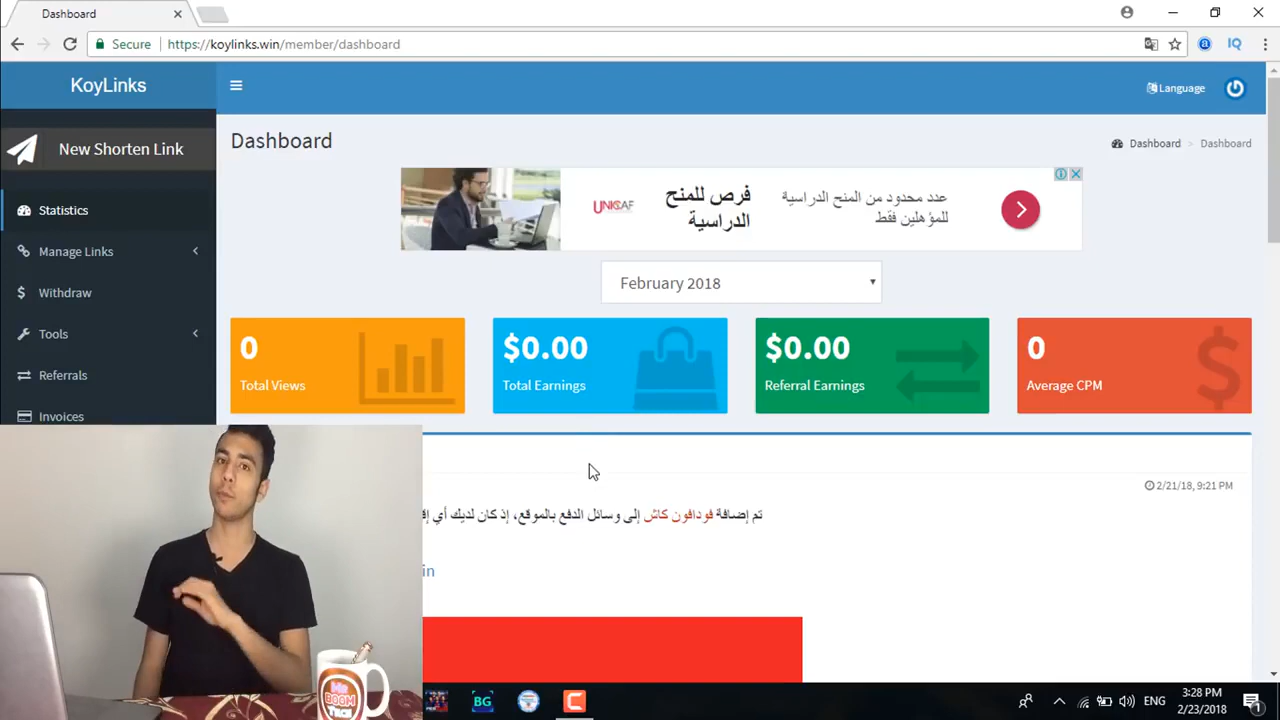 Dashboard
Secure
https://koylinks.win/member/dashboard
KoyLinks
Language
New Shorten Link
Dashboard
Dashboard > Dashboard
UNICAF
فرص للمنح
الدراسية
عدد محدود من المنح الدراسية
للمؤهلين فقط
Statistics
Manage Links
Withdraw
Tools
Referrals
Invoices
February 2018
0
Total Views
$0.00
Total Earnings
$0.00
Referral Earnings
0
Average CPM
2/21/18, 9:21 PM
تم إضافة فودافون كاش إلى وسائل الدفع بالموقع، إذ كان لديك أي
in
BOOM
BG
ENG
3:28 PM
2/23/2018
1